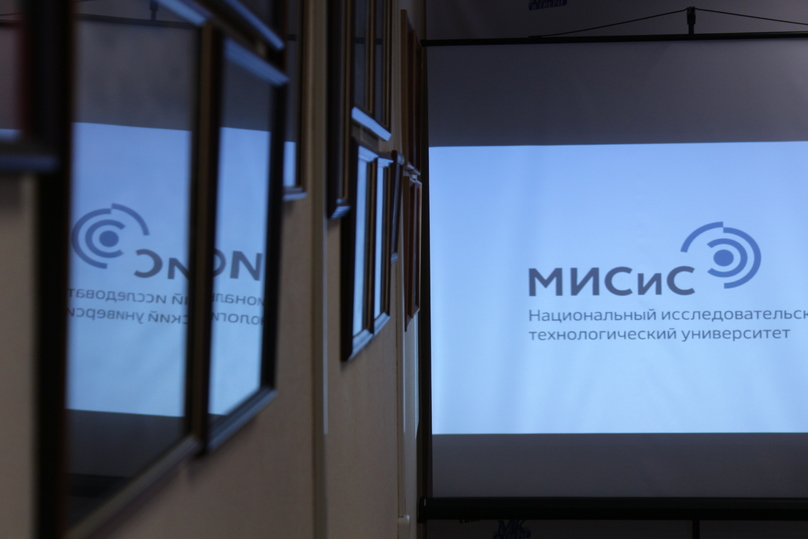 МИСиС
Национальный исследовательск
технологический университет